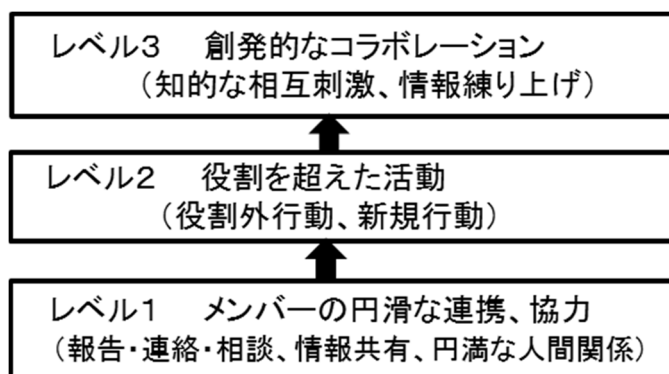 レベル3　創発的なコラボレーション
（知的な相互刺激、情報練り上げ）
レベル2　役割を超えた活動
（役割外行動、新規行動）
レベル1　メンバーの円滑な連携、協力
（報告・連絡・相談、情報共有、円満な人間関係）